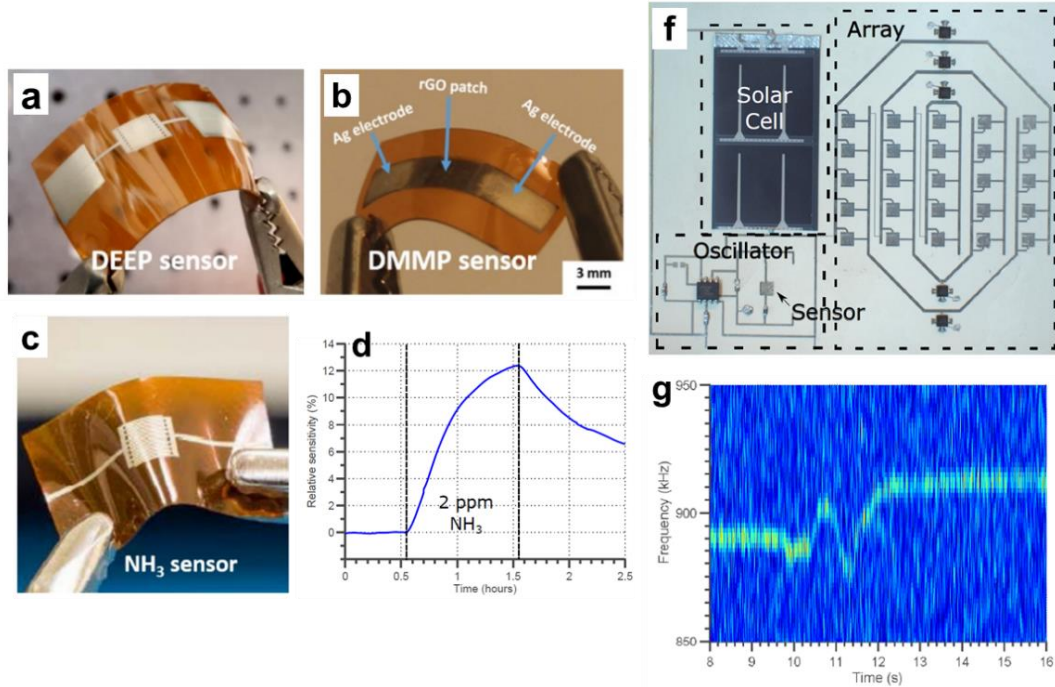 a
DEEP sensor
b
rGO patch
Ag electrode
Ag electrode
DMMP sensor
3 mm
c
NH₃ sensor
d
Relative sensitivity (%)
14
12
10
8
6
4
2
0
2 ppm
NH₃
0 0.5 1 1.5 2 2.5
Time (hours)
f
Array
Solar
Cell
Oscillator
Sensor
g
Frequency (kHz)
950
900
850
8 9 10 11 12 13 14 15 16
Time (s)